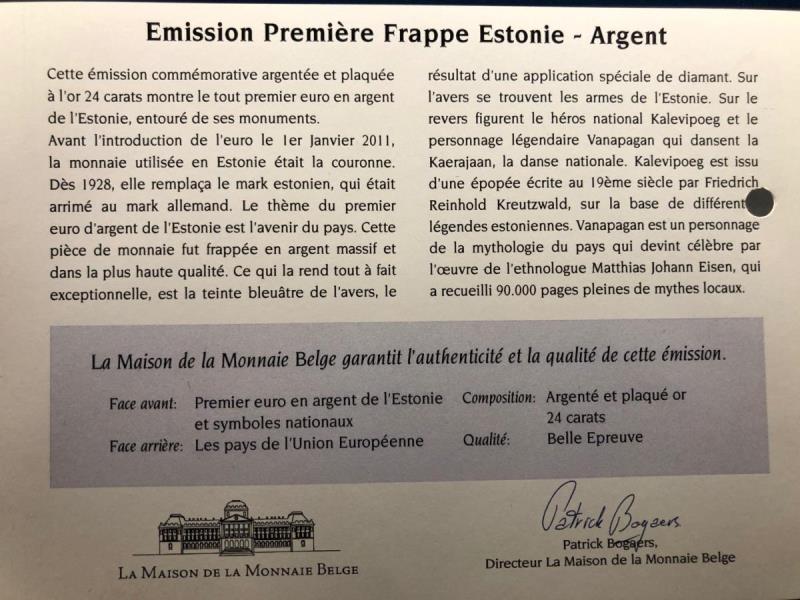 Emission Première Frappe Estonie - Argent
Cette émission commémorative argentée et plaquée
à l'or 24 carats montre le tout premier euro en argent
de l'Estonie, entouré de ses monuments.
Avant l'introduction de l'euro le 1er Janvier 2011,
la monnaie utilisée en Estonie était la couronne.
Dès 1928, elle remplaça le mark estonien, qui était
arrimé au mark allemand. Le thème du premier
euro d'argent de l'Estonie est l'avenir du pays. Cette
pièce de monnaie fut frappée en argent massif et
dans la plus haute qualité. Ce qui la rend tout à fait
exceptionnelle, est la teinte bleuâtre de l'avers, le
résultat d'une application spéciale de diamant. Sur
l'avers se trouvent les armes de l'Estonie. Sur le
revers figurent le héros national Kalevipoeg et le
personnage légendaire Vanapagan qui dansent la
Kaerajaan, la danse nationale. Kalevipoeg est issu
d'une épopée écrite au 19ème siècle par Friedrich
Reinhold Kreutzwald, sur la base de différent
légendes estoniennes. Vanapagan est un personnage
de la mythologie du pays qui devint célèbre par
l'œuvre de l'ethnologue Matthias Johann Eisen, qui
a recueilli 90.000 pages pleines de mythes locaux.
La Maison de la Monnaie Belge garantit l'authenticité et la qualité de cette émission.
Face avant: Premier euro en argent de l'Estonie
et symboles nationaux
Face arrière: Les pays de l'Union Européenne
Composition: Argenté et plaqué or
24 carats
Qualité: Belle Epreuve
LA MAISON DE LA MONNAIE BELGE
Patrick Bogaers
Patrick Bogaers,
Directeur La Maison de la Monnaie Belge